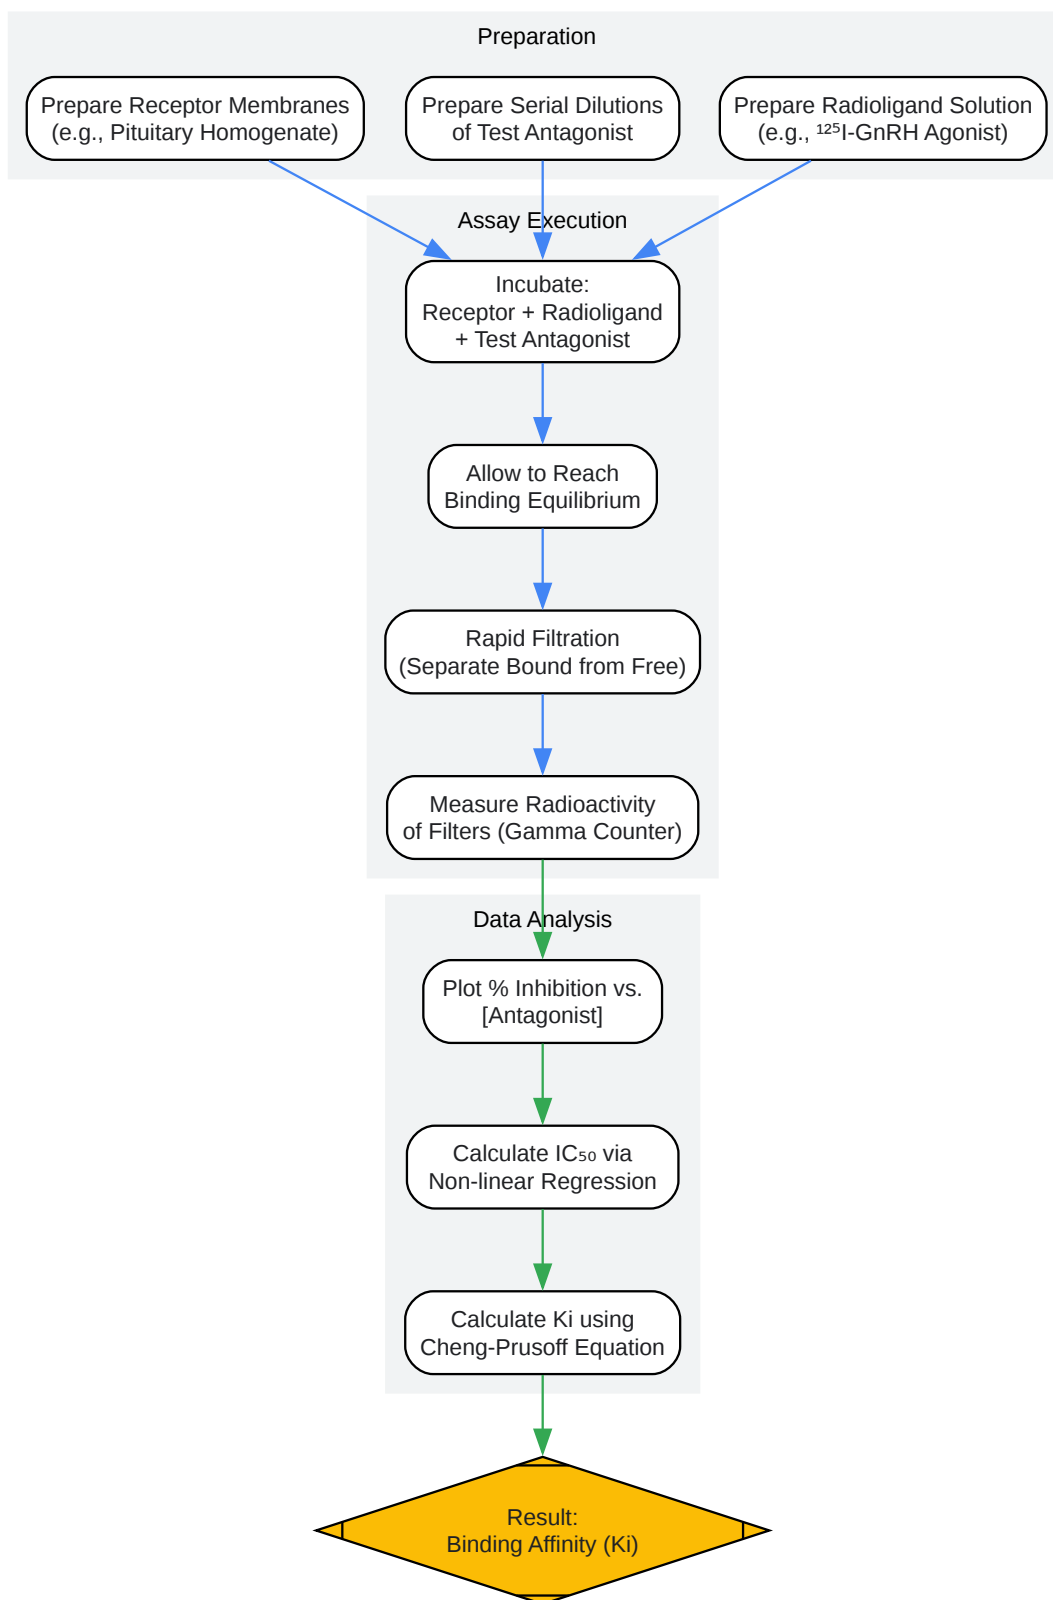 Preparation
Prepare Receptor Membranes
(e.g., Pituitary Homogenate)
Prepare Serial Dilutions
of Test Antagonist
Prepare Radioligand Solution
(e.g., ¹²⁵I-GnRH Agonist)
Assay Execution
Incubate:
Receptor + Radioligand
+ Test Antagonist
Allow to Reach
Binding Equilibrium
Rapid Filtration
(Separate Bound from Free)
Measure Radioactivity
of Filters (Gamma Counter)
Data Analysis
Plot % Inhibition vs.
[Antagonist]
Calculate IC₅₀ via
Non-linear Regression
Calculate Ki using
Cheng-Prusoff Equation
Result:
Binding Affinity (Ki)